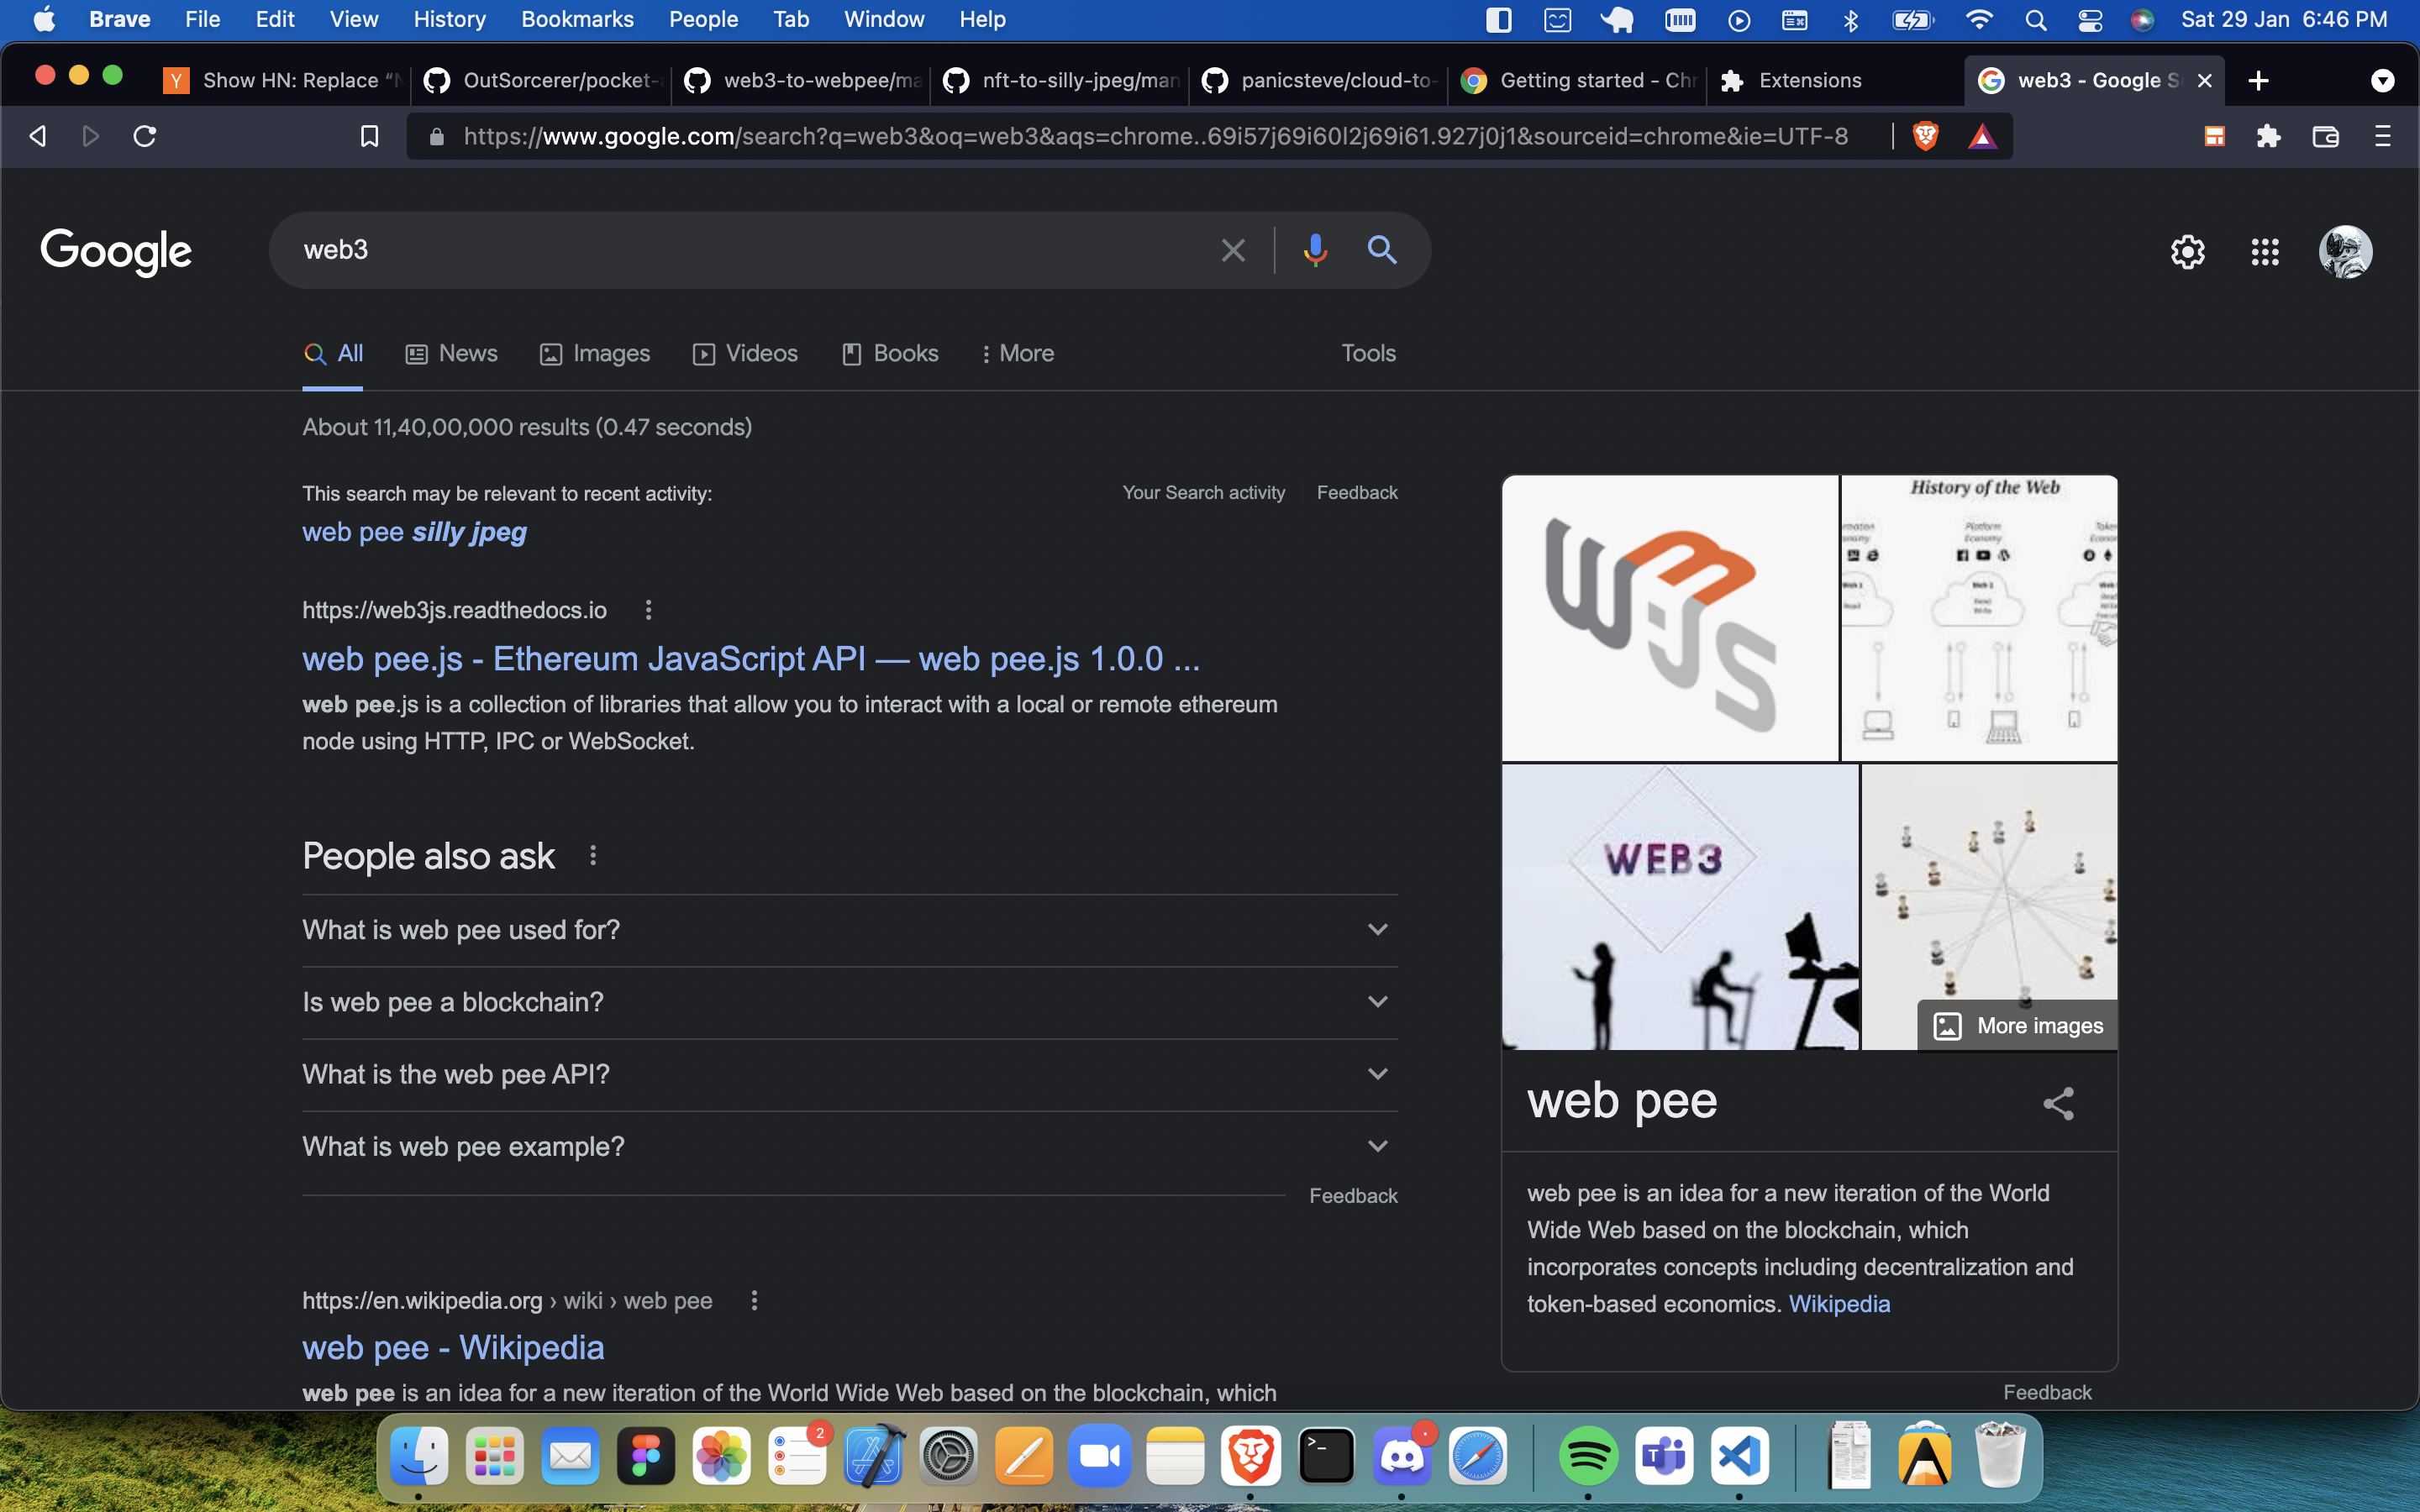 Brave File Edit View History Bookmarks People Tab Window Help Sat 29 Jan 6:46 PM
Show HN: Replace “N OutSorcerer/pocket- web3-to-webpee/ma nft-to-silly-jpeg/man panicsteve/cloud-to- Getting started - Chr Extensions web3 - Google S
https://www.google.com/search?q=web3&oq=web3&aqs=chrome..69i57j69i60l2j69i61.927j0j1&sourceid=chrome&ie=UTF-8
Google web3
All News Images Videos Books More Tools
About 11,40,00,000 results (0.47 seconds)
This search may be relevant to recent activity: Your Search activity Feedback
web pee silly jpeg
https://web3js.readthedocs.io
web pee.js - Ethereum JavaScript API — web pee.js 1.0.0 ...
web pee.js is a collection of libraries that allow you to interact with a local or remote ethereum
node using HTTP, IPC or WebSocket.
People also ask
What is web pee used for?
Is web pee a blockchain?
What is the web pee API?
What is web pee example?
Feedback
https://en.wikipedia.org › wiki › web pee
web pee - Wikipedia
web pee is an idea for a new iteration of the World Wide Web based on the blockchain, which
W3JS
History of the Web
Platform
Economy
Web 1
Web 2
Read
WEB3
More images
web pee
web pee is an idea for a new iteration of the World
Wide Web based on the blockchain, which
incorporates concepts including decentralization and
token-based economics. Wikipedia
Feedback
2